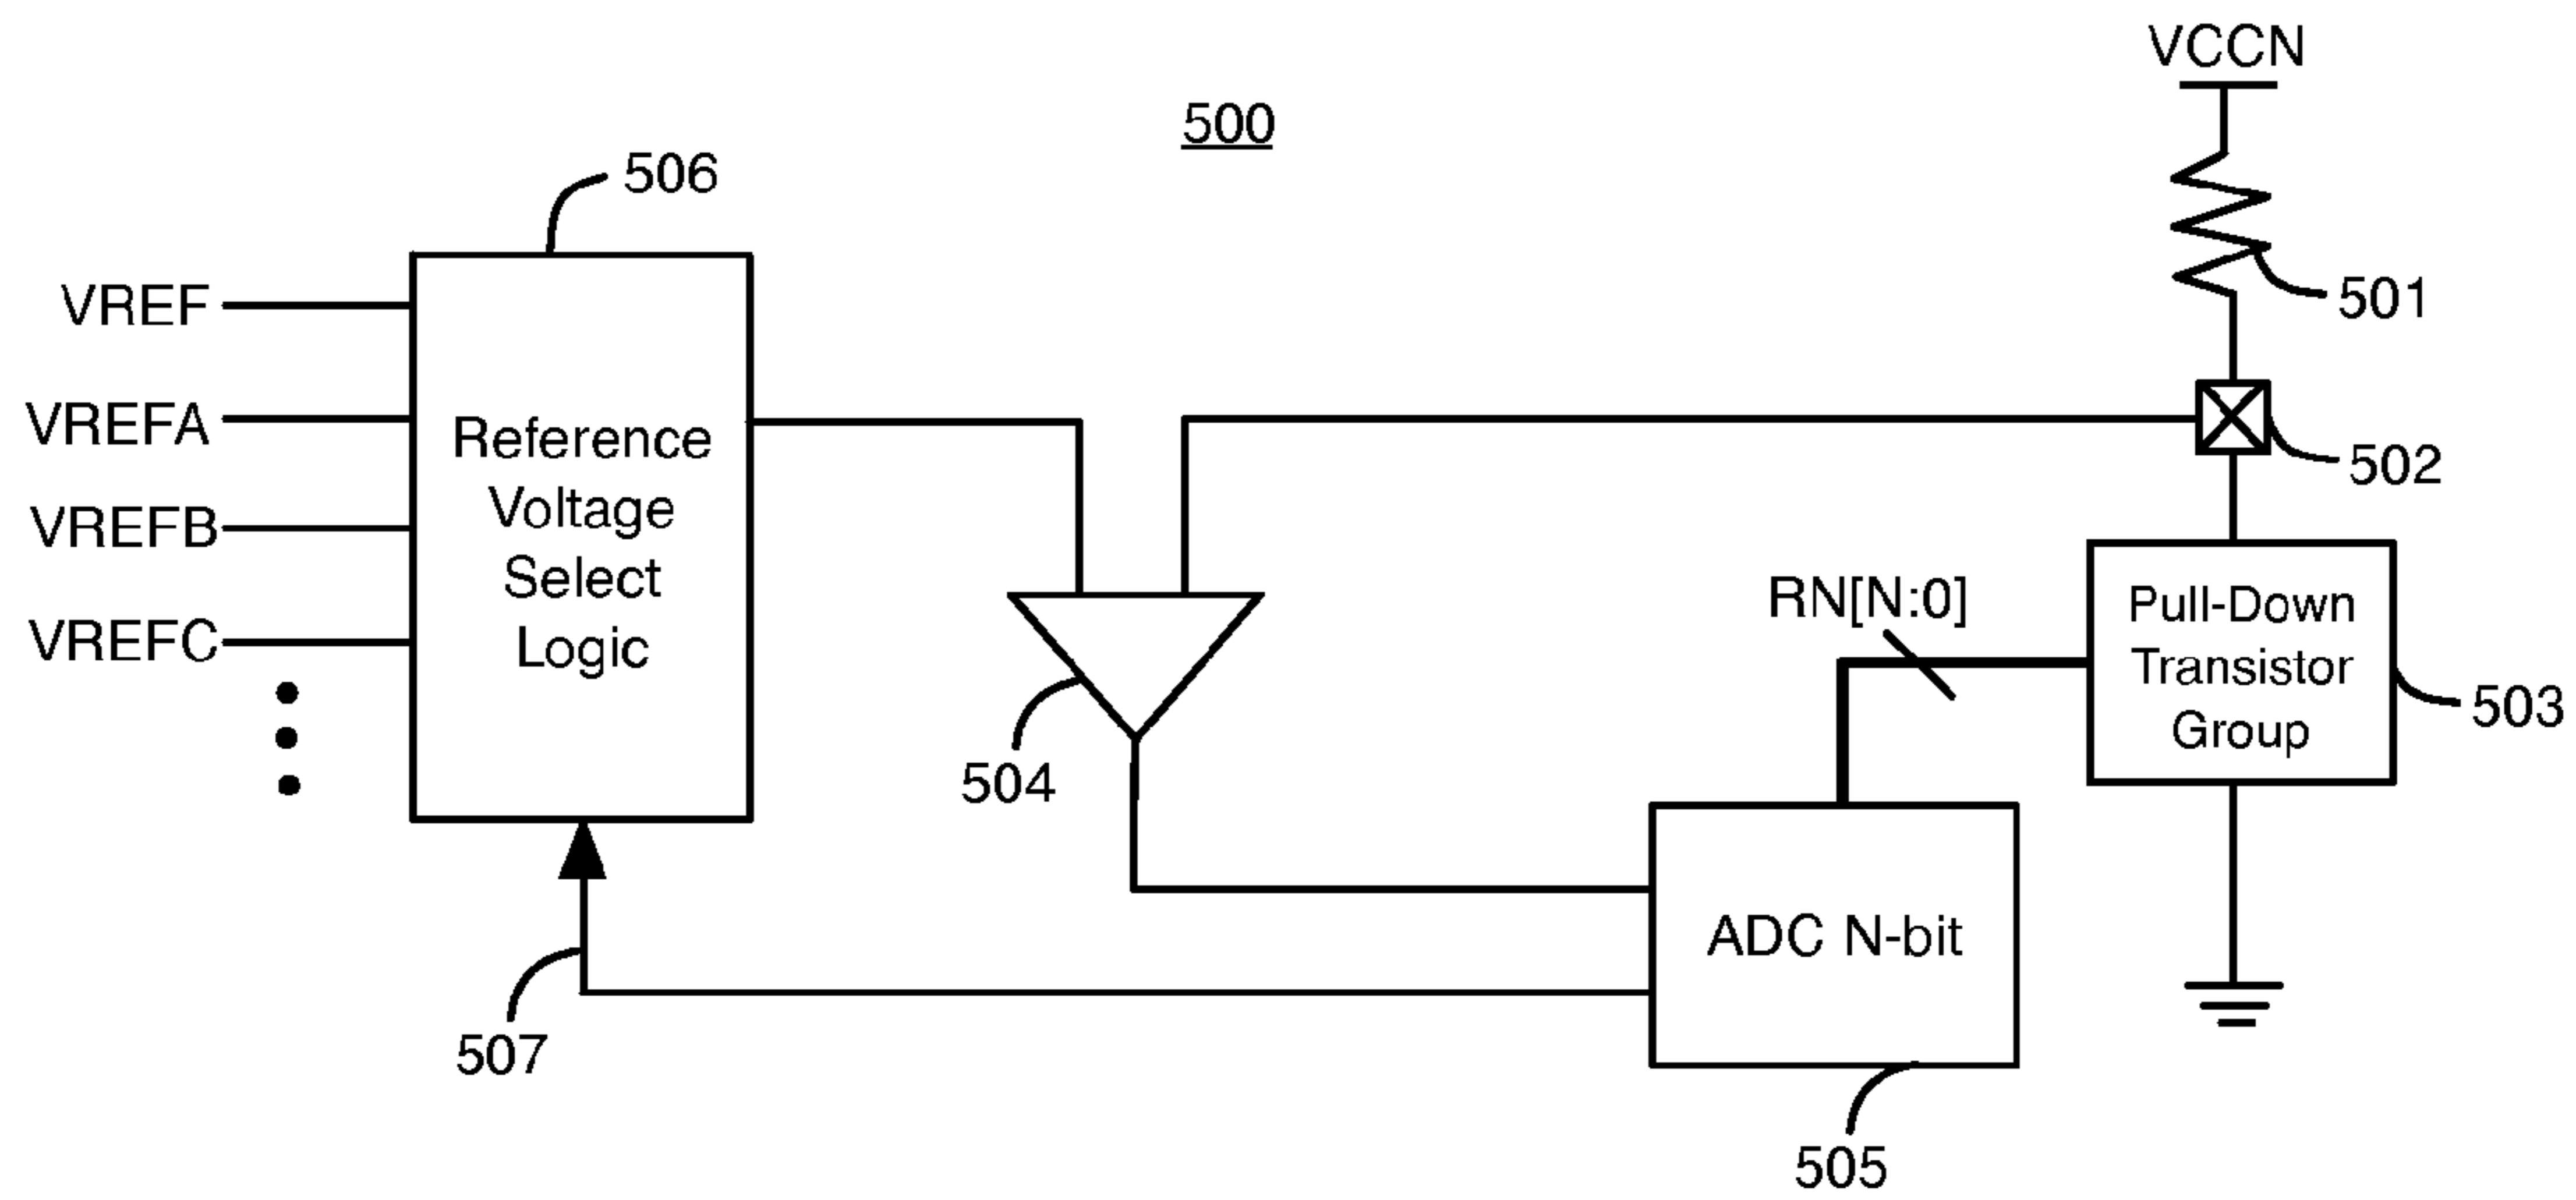 VCCN
500
506
VREF
501
VREFA
Reference
502
Voltage
VREFB
Select
RN[N:0]
Pull-Down
VREFC
Logic
Transistor
503
Group
504
ADC N-bit
507
505